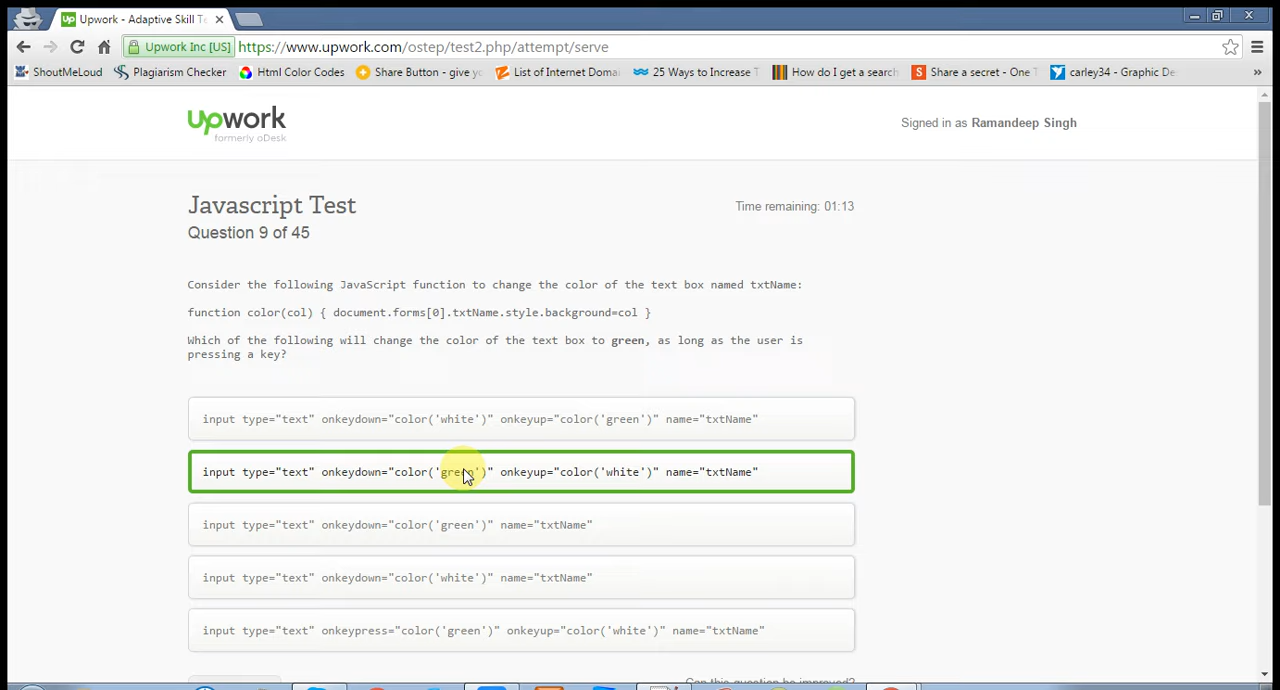 Upwork - Adaptive Skill Te
Upwork Inc [US]
https://www.upwork.com/ostep/test2.php/attempt/serve
ShoutMeLoud
Plagiarism Checker
Html Color Codes
Share Button - give yo
List of Internet Domai
25 Ways to Increase T
How do I get a search
Share a secret - One T
carley34 - Graphic De
»
upwork
formerly oDesk
Signed in as Ramandeep Singh
Javascript Test
Time remaining: 01:13
Question 9 of 45
Consider the following JavaScript function to change the color of the text box named txtName:
function color(col) { document.forms[0].txtName.style.background=col }
Which of the following will change the color of the text box to green, as long as the user is
pressing a key?
input type="text" onkeydown="color('white')" onkeyup="color('green')" name="txtName"
input type="text" onkeydown="color('green')" onkeyup="color('white')" name="txtName"
input type="text" onkeydown="color('green')" name="txtName"
input type="text" onkeydown="color('white')" name="txtName"
input type="text" onkeypress="color('green')" onkeyup="color('white')" name="txtName"
Can this question be improved?